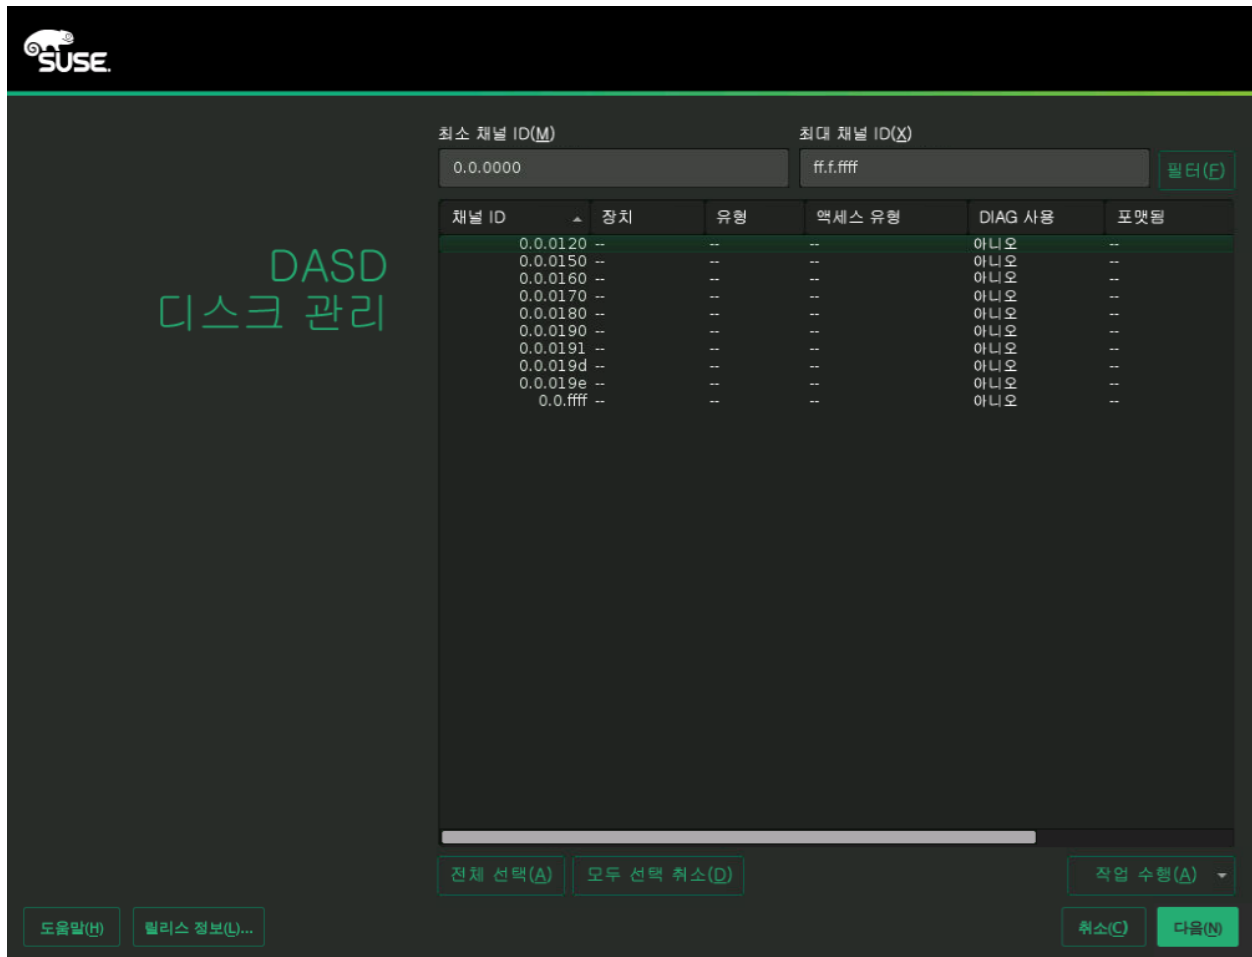 SUSE.
최소 채널 ID(M) 최대 채널 ID(X)
0.0.0000 ff.f.ffff 필터(F)
채널 ID 장치 유형 액세스 유형 DIAG 사용 포맷됨
0.0.0120 -- -- -- 아니오 --
0.0.0150 -- -- -- 아니오 --
0.0.0160 -- -- -- 아니오 --
0.0.0170 -- -- -- 아니오 --
0.0.0180 -- -- -- 아니오 --
0.0.0190 -- -- -- 아니오 --
0.0.0191 -- -- -- 아니오 --
0.0.019d -- -- -- 아니오 --
0.0.019e -- -- -- 아니오 --
0.0.ffff -- -- -- 아니오 --
DASD
디스크 관리
전체 선택(A) 모두 선택 취소(D) 작업 수행(A)
도움말(H) 릴리스 정보(L)... 취소(C) 다음(N)